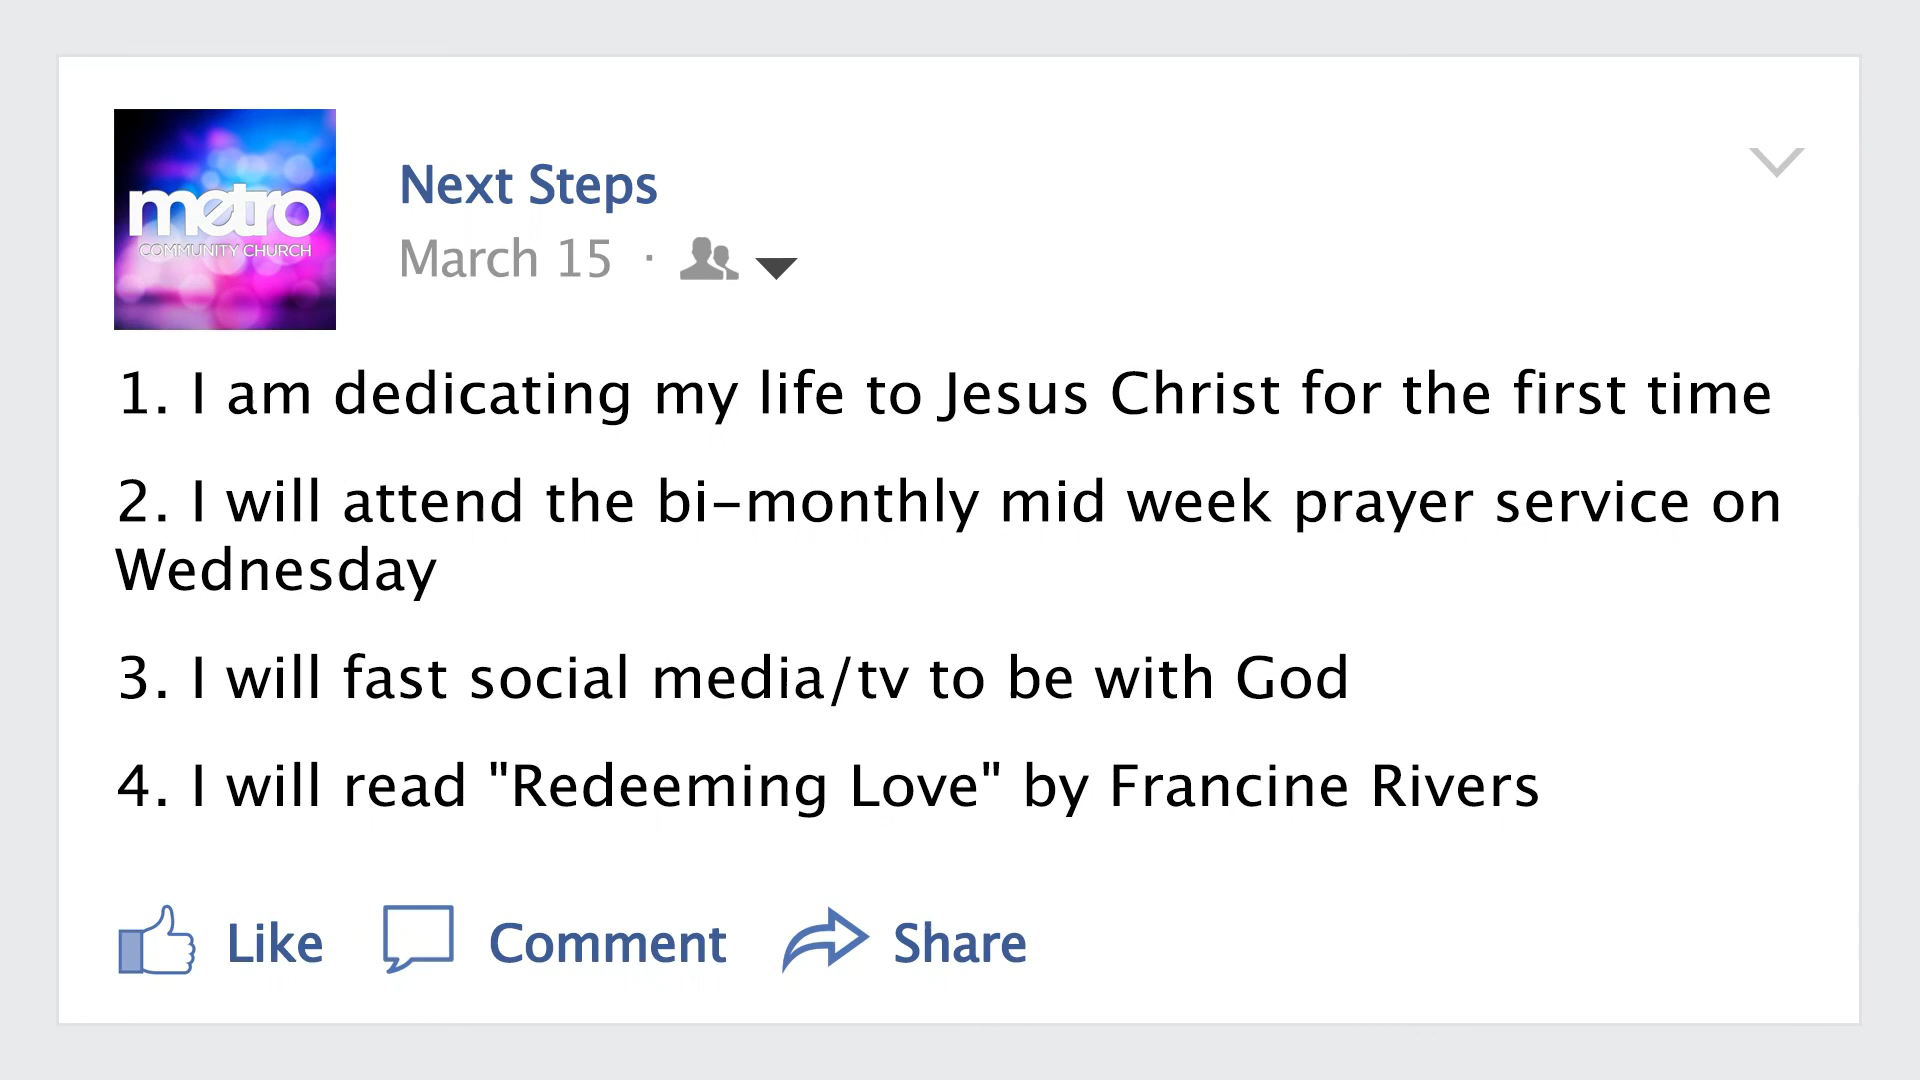 metro
COMMUNITY CHURCH
Next Steps
March 15 ·
1. I am dedicating my life to Jesus Christ for the first time
2. I will attend the bi-monthly mid week prayer service on
Wednesday
3. I will fast social media/tv to be with God
4. I will read "Redeeming Love" by Francine Rivers
Like Comment Share